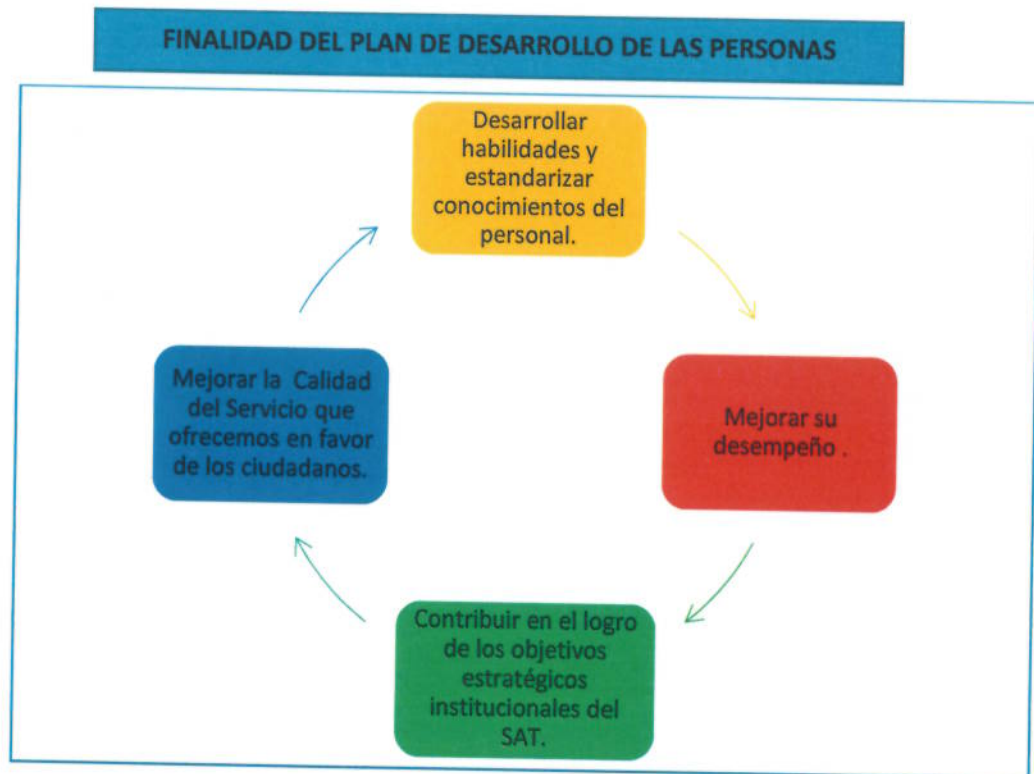 FINALIDAD DEL PLAN DE DESARROLLO DE LAS PERSONAS
Desarrollar
habilidades y
estandarizar
conocimientos del
personal.
Mejorar su
desempeño .
Contribuir en el logro
de los objetivos
estratégicos
institucionales del
SAT.
Mejorar la Calidad
del Servicio que
ofrecemos en favor
de los ciudadanos.